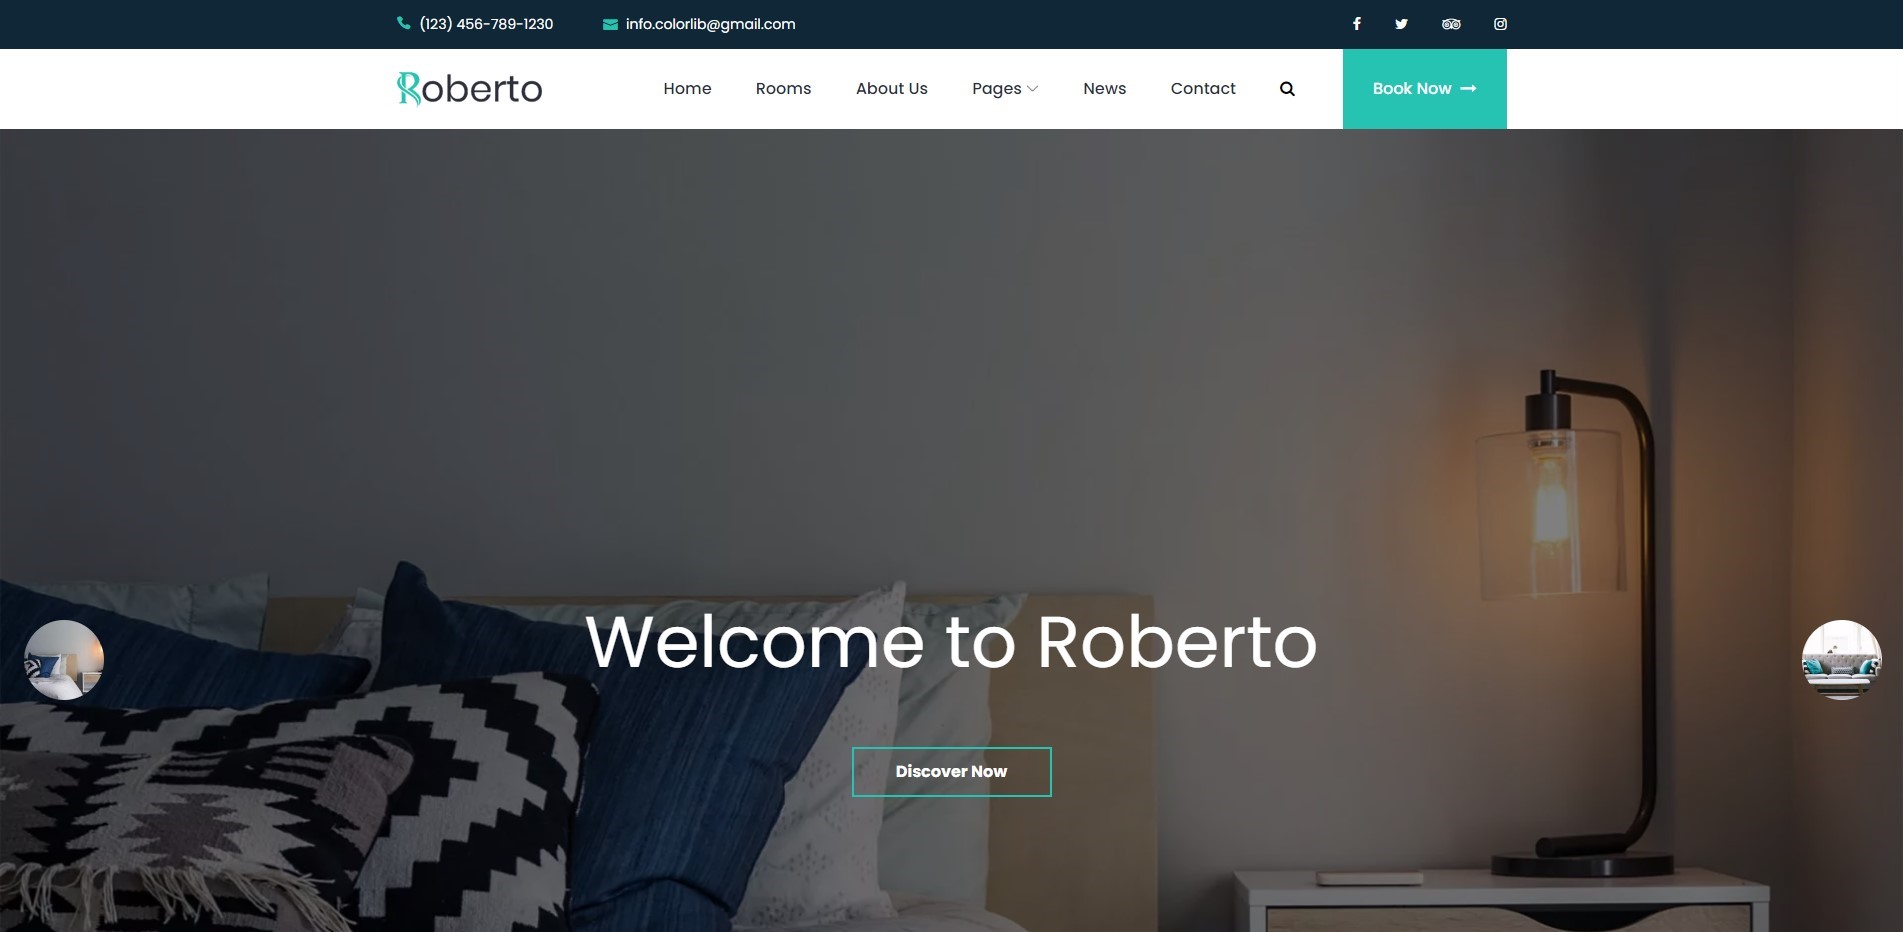 (123) 456-789-1230 info.colorlib@gmail.com
Roberto Home Rooms About Us Pages News Contact Book Now
Welcome to Roberto
Discover Now